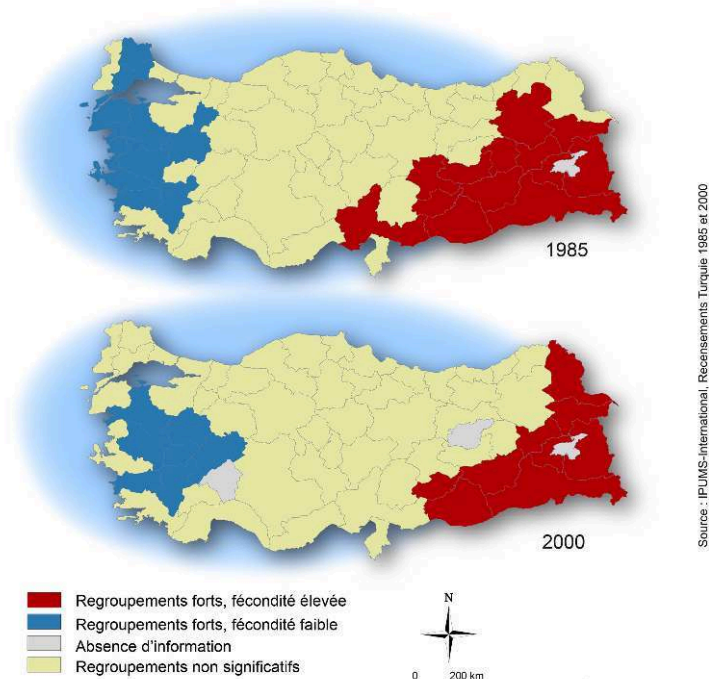 1985
Source : IPUMS-International, Recensements Turquie 1985 et 2000
2000
Regroupements forts, fécondité élevée
Regroupements forts, fécondité faible
Absence d'information
Regroupements non significatifs
N
0 200 km